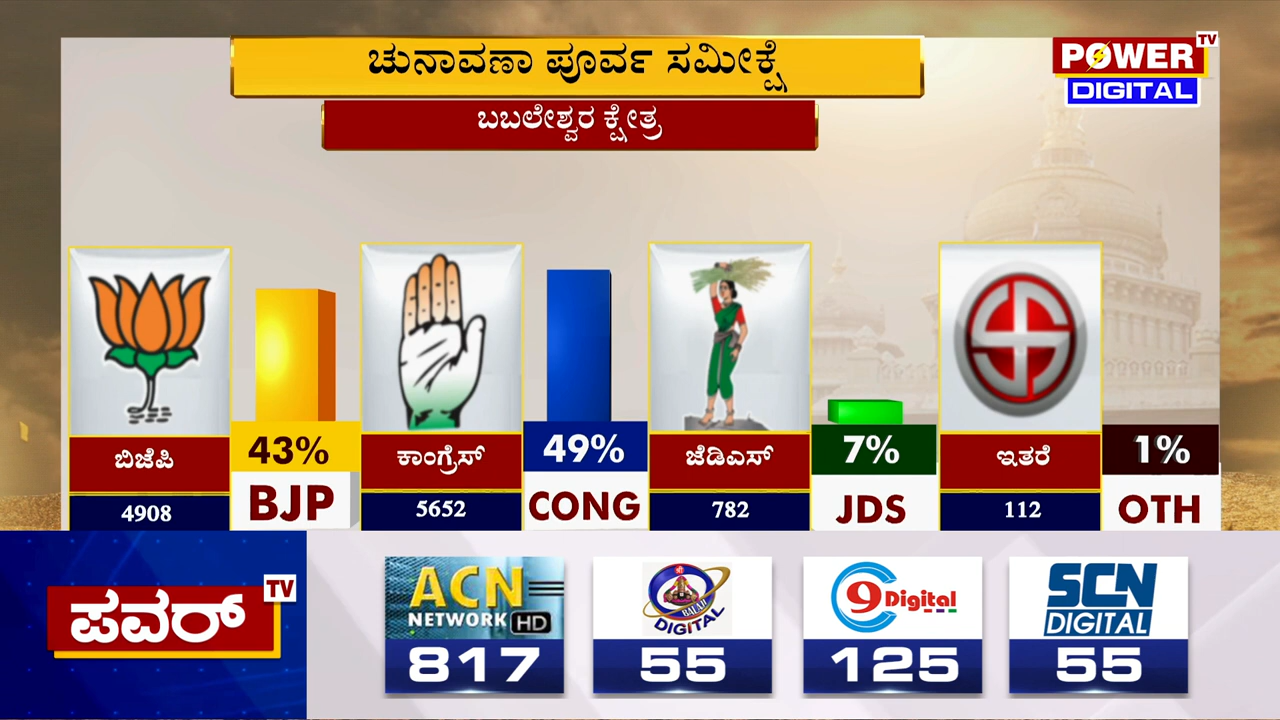 ಚುನಾವಣಾ ಪೂರ್ವ ಸಮೀಕ್ಷೆ
POWER TV
DIGITAL
ಬಬಲೇಶ್ವರ ಕ್ಷೇತ್ರ
ಬಿಜೆಪಿ
4908
43%
BJP
ಕಾಂಗ್ರೆಸ್
5652
49%
CONG
ಜೆಡಿಎಸ್
782
7%
JDS
ಇತರೆ
112
1%
OTH
ಪವರ್ TV
ACN
NETWORK HD
817
BALAJI
DIGITAL
55
9 Digital
125
SCN
DIGITAL
55